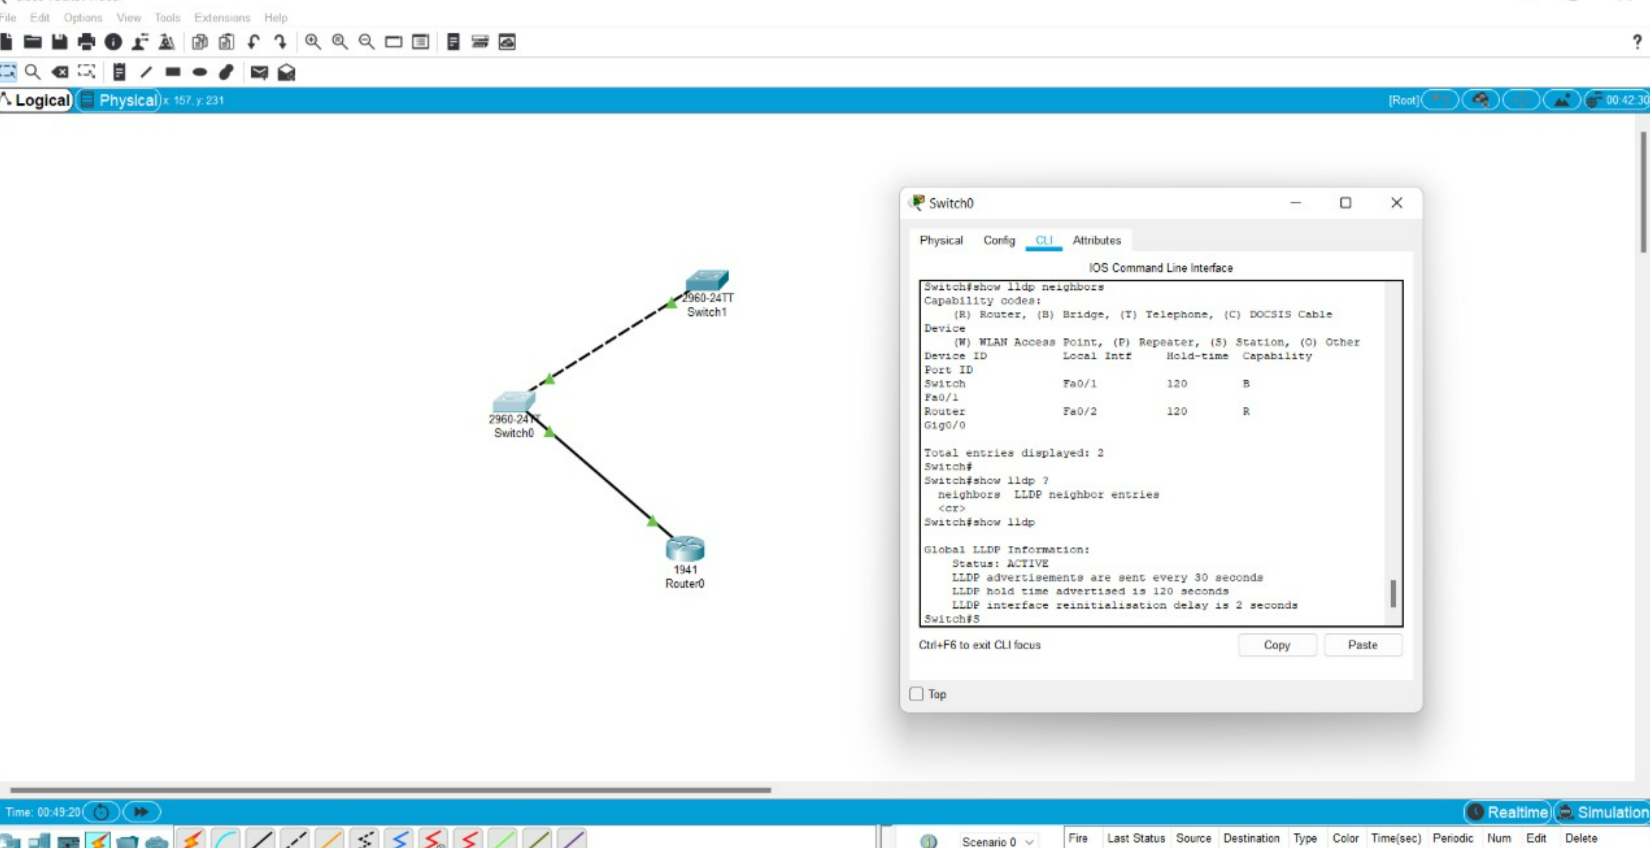 File Edit Options View Tools Extensions Help
?
Logical Physical x: 157, y: 231 [Root] 00:42:30
2960-24TT
Switch1
2960-24TT
Switch0
1941
Router0
Switch0
Physical Config CLI Attributes
IOS Command Line Interface
Switch#show lldp neighbors
Capability codes:
(R) Router, (B) Bridge, (T) Telephone, (C) DOCSIS Cable
Device
(W) WLAN Access Point, (P) Repeater, (S) Station, (O) Other
Device ID Local Intf Hold-time Capability
Port ID
Switch Fa0/1 120 B
Fa0/1
Router Fa0/2 120 R
Gig0/0
Total entries displayed: 2
Switch#
Switch#show lldp ?
neighbors LLDP neighbor entries
<cr>
Switch#show lldp
Global LLDP Information:
Status: ACTIVE
LLDP advertisements are sent every 30 seconds
LLDP hold time advertised is 120 seconds
LLDP interface reinitialisation delay is 2 seconds
Switch#S
Ctrl+F6 to exit CLI focus Copy Paste
Top
Time: 00:49:20 Realtime Simulation
Scenario 0 Fire Last Status Source Destination Type Color Time(sec) Periodic Num Edit Delete